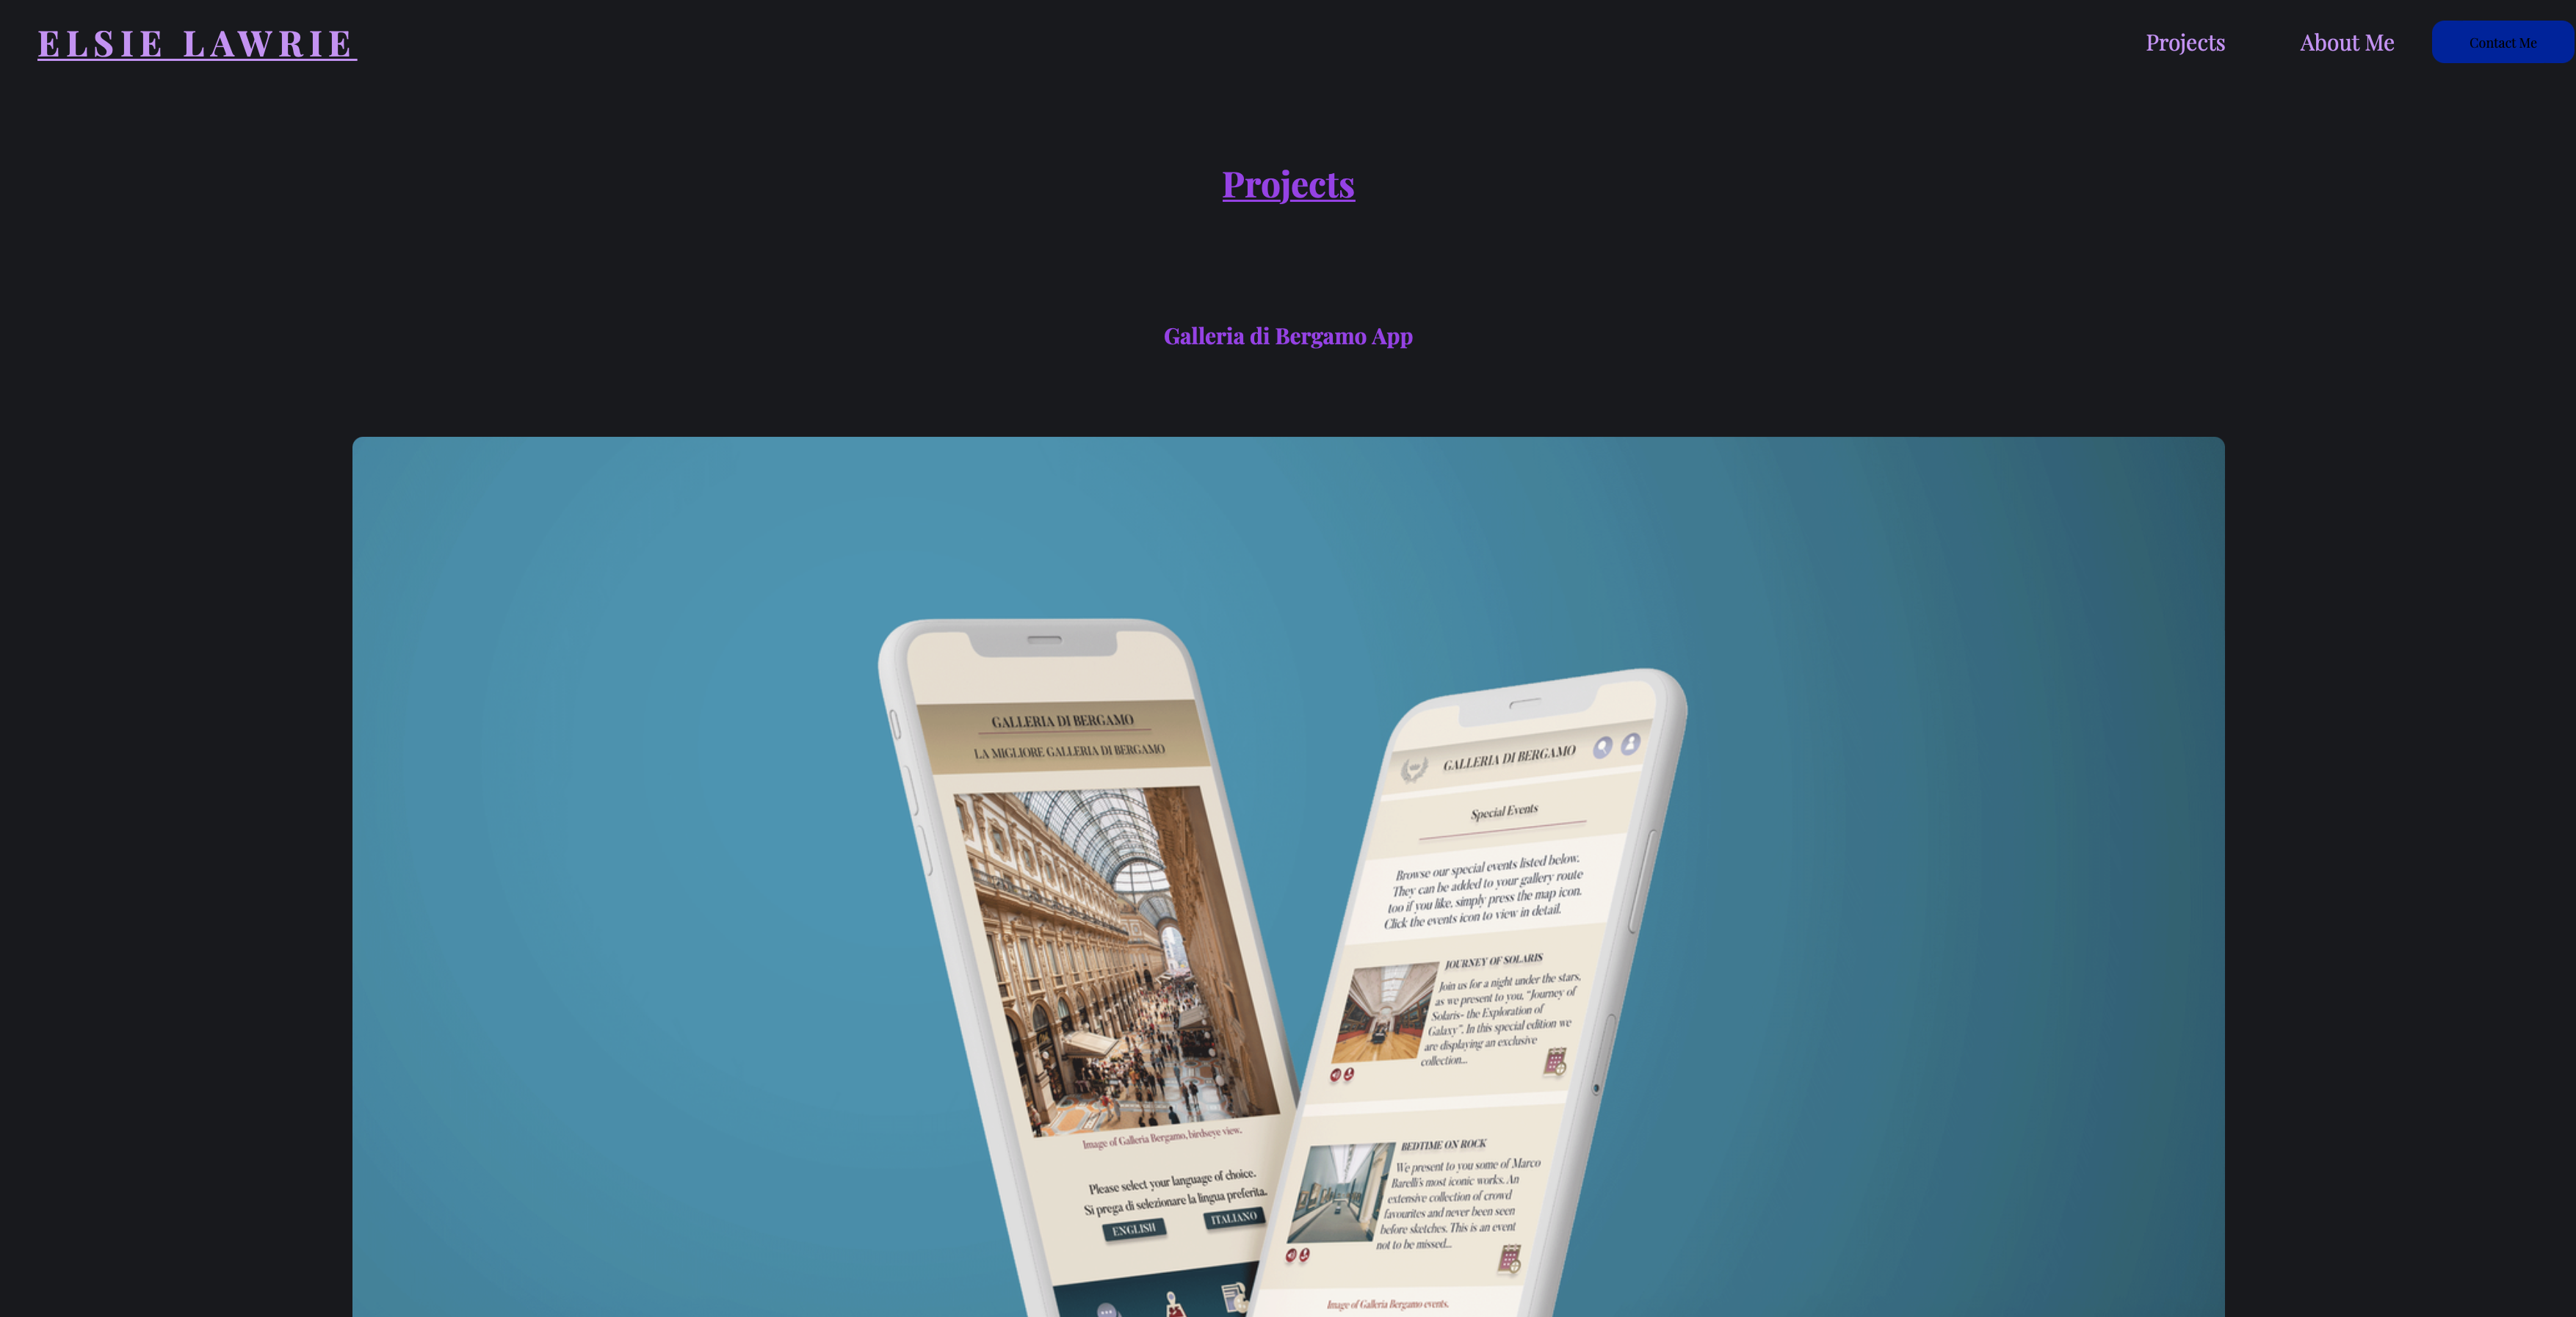 ELSIE LAWRIE
Projects
About Me
Contact Me
Projects
Galleria di Bergamo App
GALLERIA DI BERGAMO
LA MIGLIORE GALLERIA DI BERGAMO
Image of Galleria Bergamo, birdseye view.
Please select your language of choice.
Si prega di selezionare la lingua preferita.
ENGLISH
ITALIANO
GALLERIA DI BERGAMO
Special Events
Browse our special events listed below.
They can be added to your gallery route
too if you like, simply press the map icon.
Click the events icon to view in detail.
JOURNEY OF SOLARIS
Join us for a night under the stars,
as we present to you, "Journey of
Solaris- the Exploration of
Galaxy". In this special edition we
are displaying an exclusive
collection...
BEDTIME ON ROCK
We present to you some of Marco
Barelli's most iconic works. An
extensive collection of crowd
favourites and never been seen
before sketches. This is an event
not to be missed...
Image of Galleria Bergamo events.